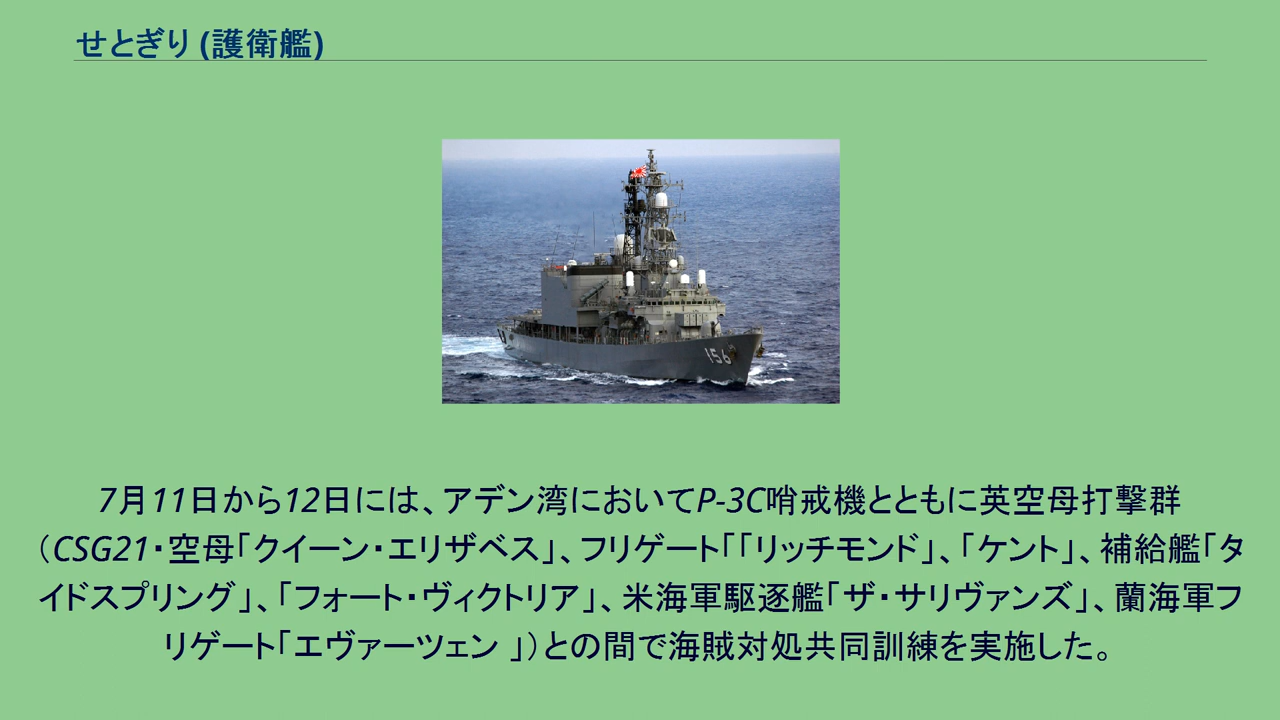 せとぎり (護衛艦)
156
7月11日から12日には、アデン湾においてP-3C哨戒機とともに英空母打撃群
（CSG21・空母「クイーン・エリザベス」、フリゲート「「リッチモンド」、「ケント」、補給艦「タ
イドスプリング」、「フォート・ヴィクトリア」、米海軍駆逐艦「ザ・サリヴァンズ」、蘭海軍フ
リゲート「エヴァーツェン 」）との間で海賊対処共同訓練を実施した。